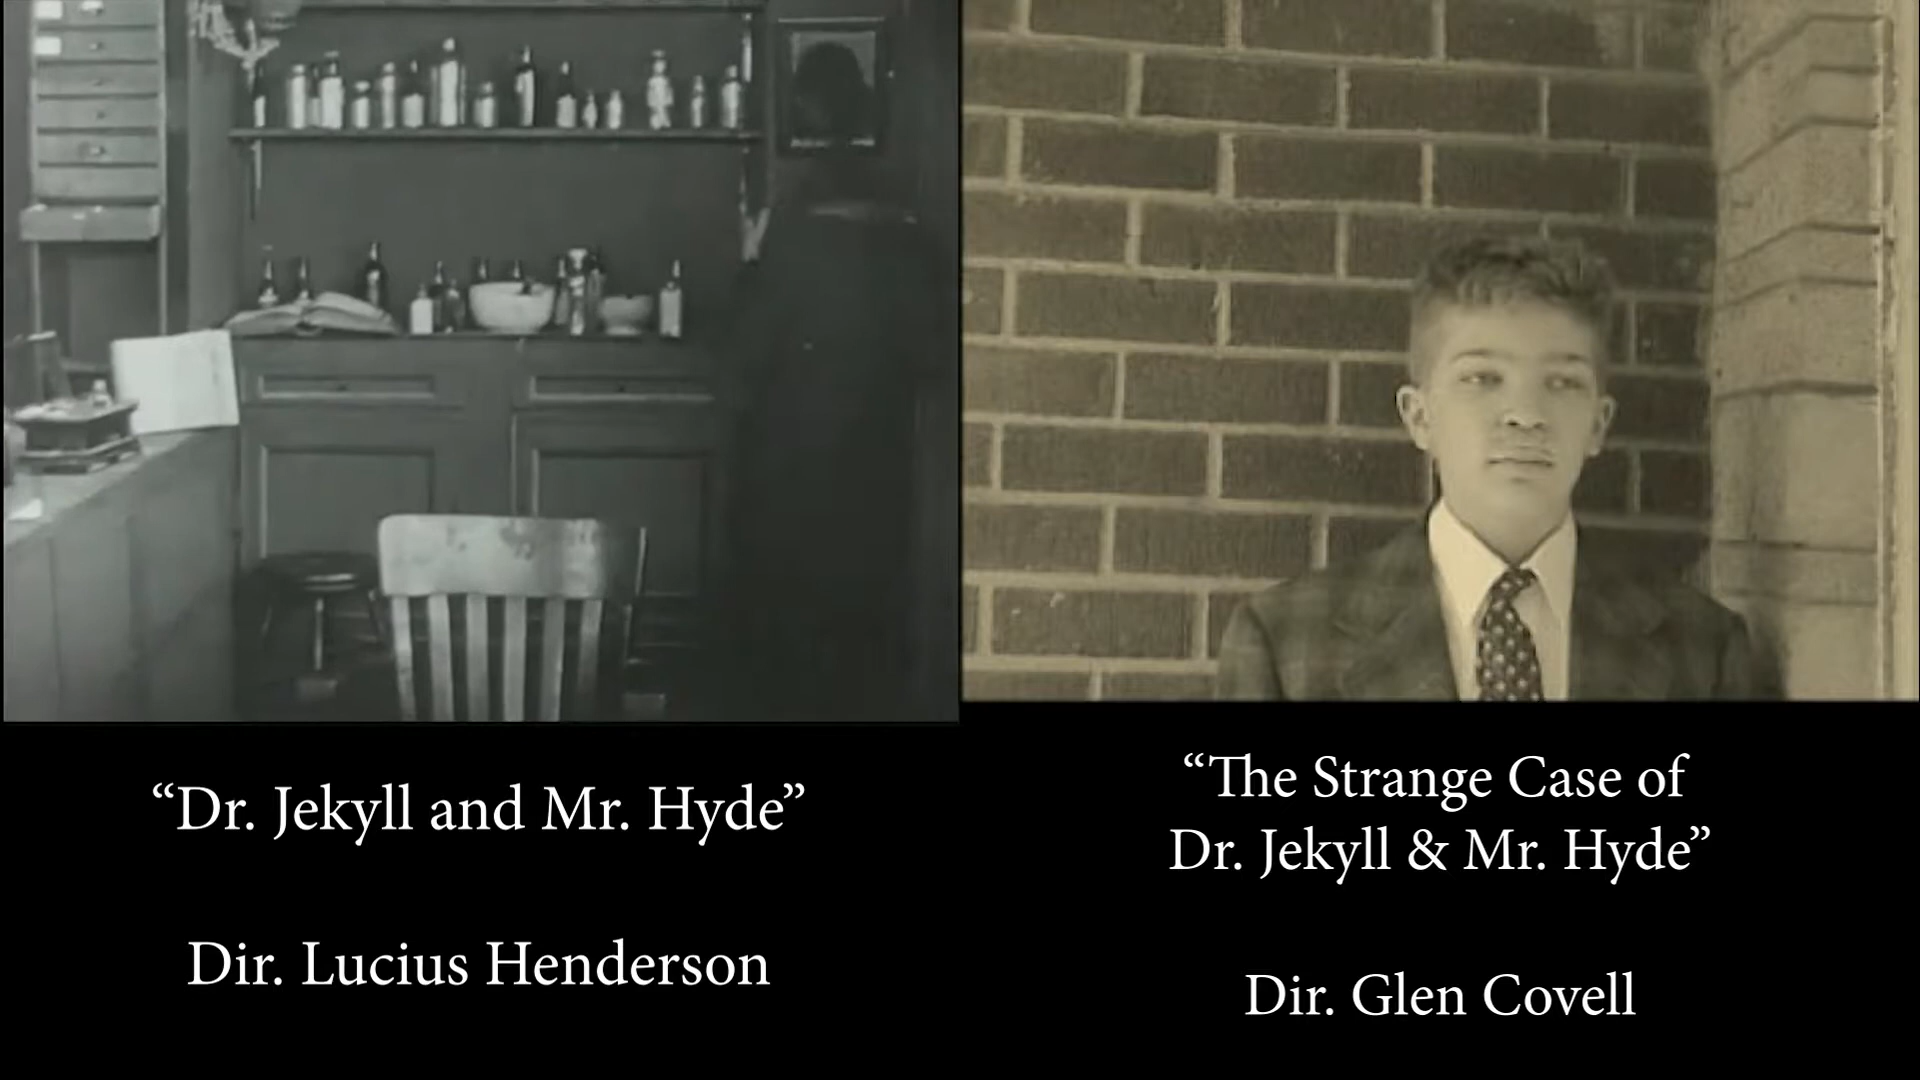 “Dr. Jekyll and Mr. Hyde”
Dir. Lucius Henderson
“The Strange Case of
Dr. Jekyll & Mr. Hyde”
Dir. Glen Covell